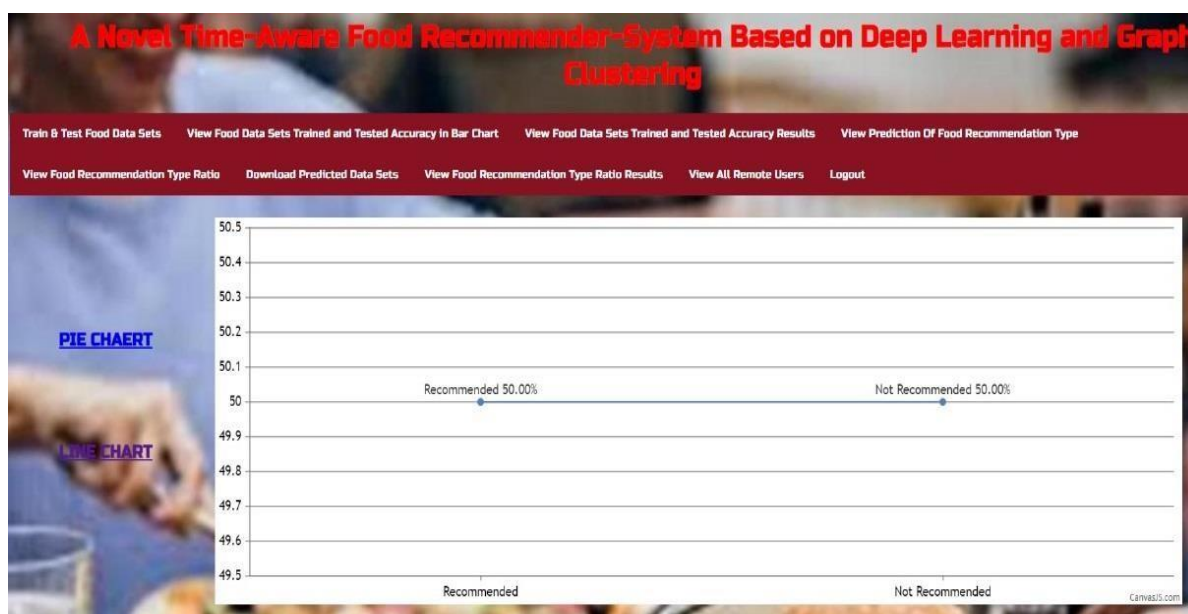 A Novel Time-Aware Food Recommender-System Based on Deep Learning and Graph
Clustering
Train & Test Food Data Sets View Food Data Sets Trained and Tested Accuracy in Bar Chart View Food Data Sets Trained and Tested Accuracy Results View Prediction Of Food Recommendation Type
View Food Recommendation Type Ratio Download Predicted Data Sets View Food Recommendation Type Ratio Results View All Remote Users Logout
50.5
50.4
50.3
50.2
PIE CHAERT
50.1
Recommended 50.00% Not Recommended 50.00%
50
49.9
LINE CHART
49.8
49.7
49.6
49.5
Recommended Not Recommended
CanvasJS.com